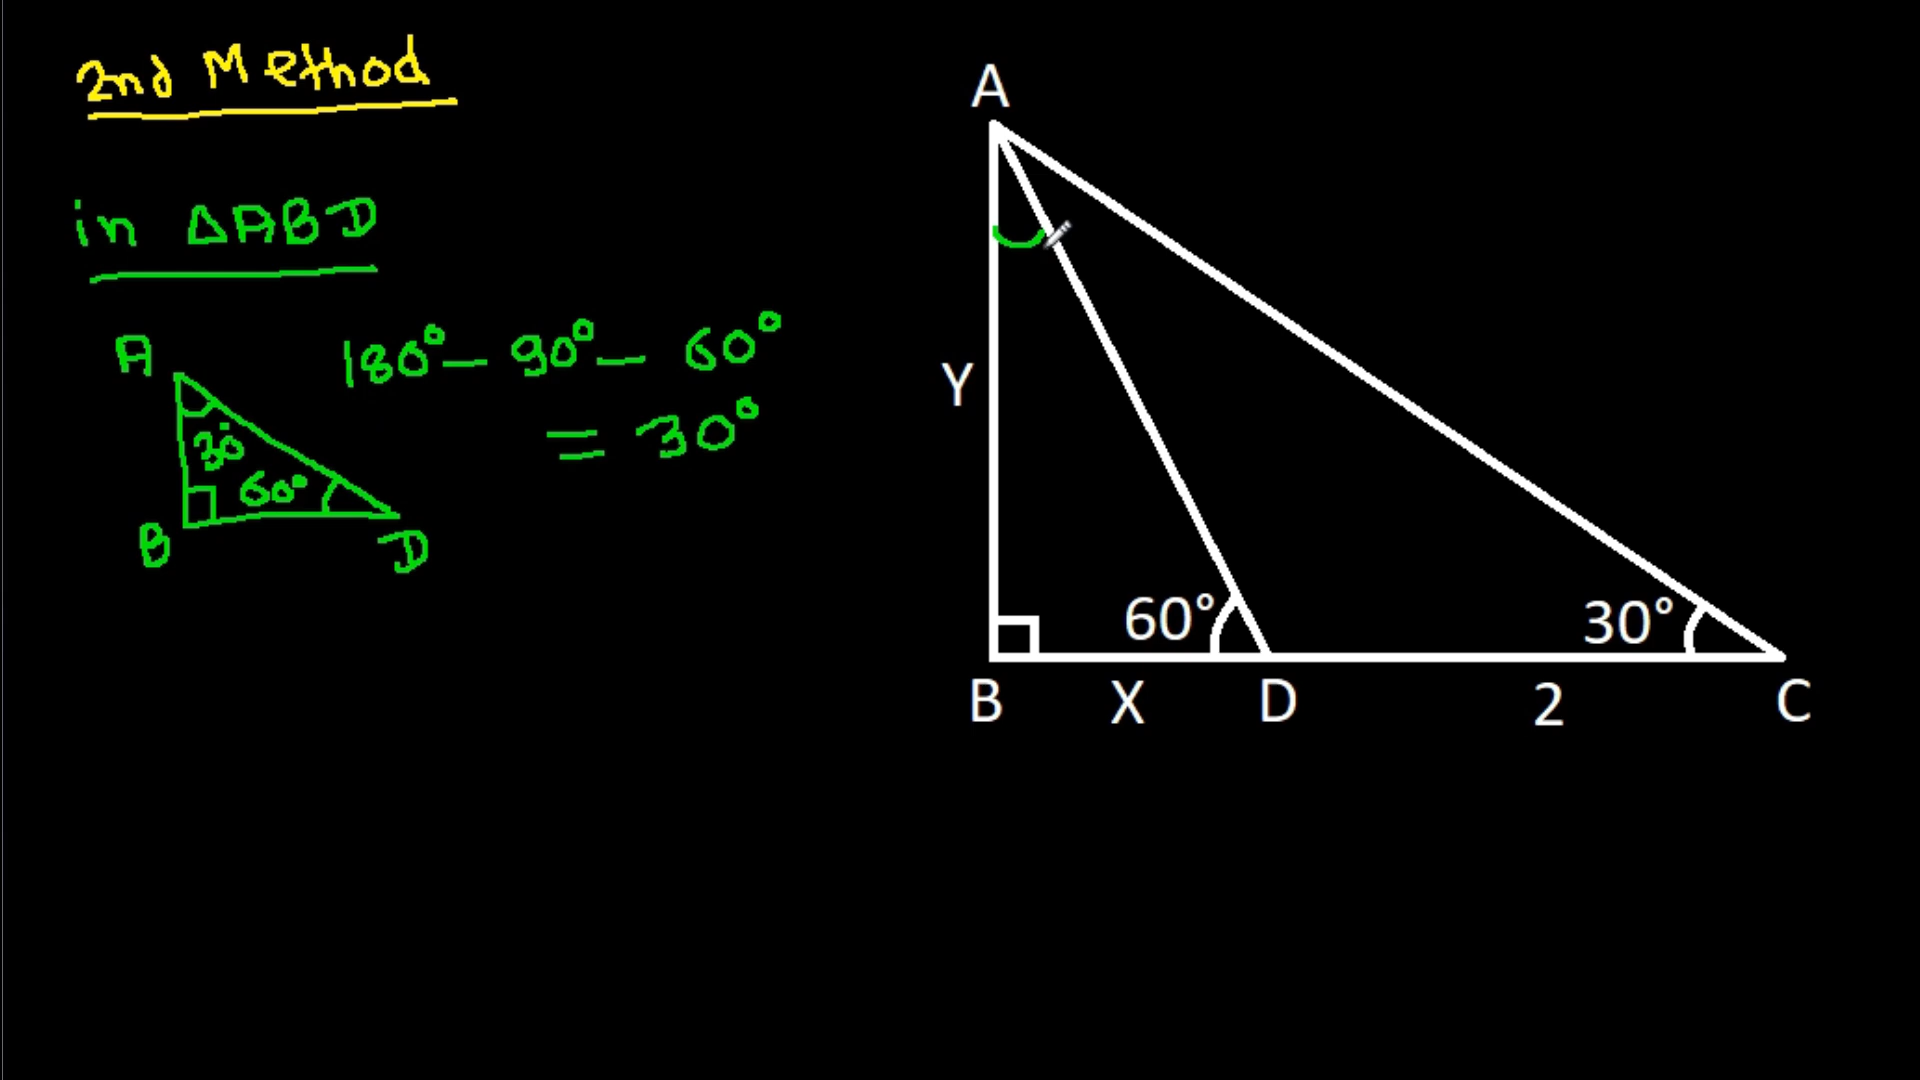 2nd Method
in ΔABD
A
180° - 90° - 60°
= 30°
30°
60°
B
D
A
Y
60°
30°
B X D 2 C